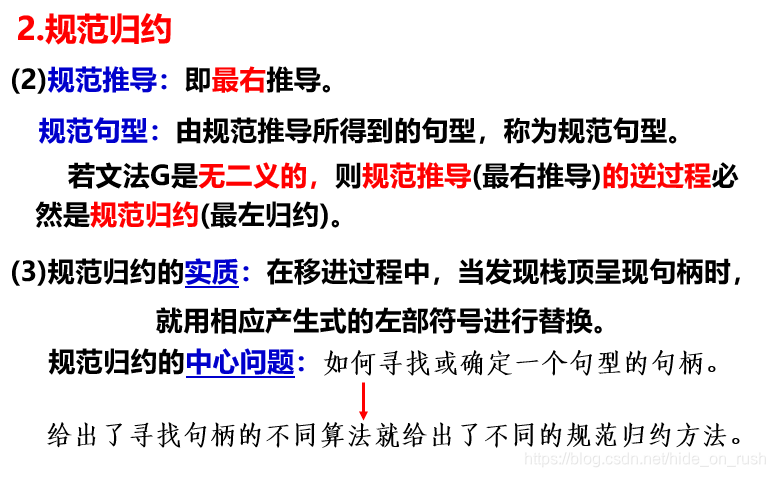 2.规范归约
(2)规范推导：即最右推导。
规范句型：由规范推导所得到的句型，称为规范句型。
若文法G是无二义的，则规范推导(最右推导)的逆过程必
然是规范归约(最左归约)。
(3)规范归约的实质：在移进过程中，当发现栈顶呈现句柄时，
就用相应产生式的左部符号进行替换。
规范归约的中心问题：如何寻找或确定一个句型的句柄。
给出了寻找句柄的不同算法就给出了不同的规范归约方法。
https://blog.csdn.net/hide_on_rush